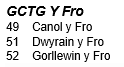 GCTG Y Fro
49 Canol y Fro
51 Dwyrain y Fro
52 Gorllewin y Fro